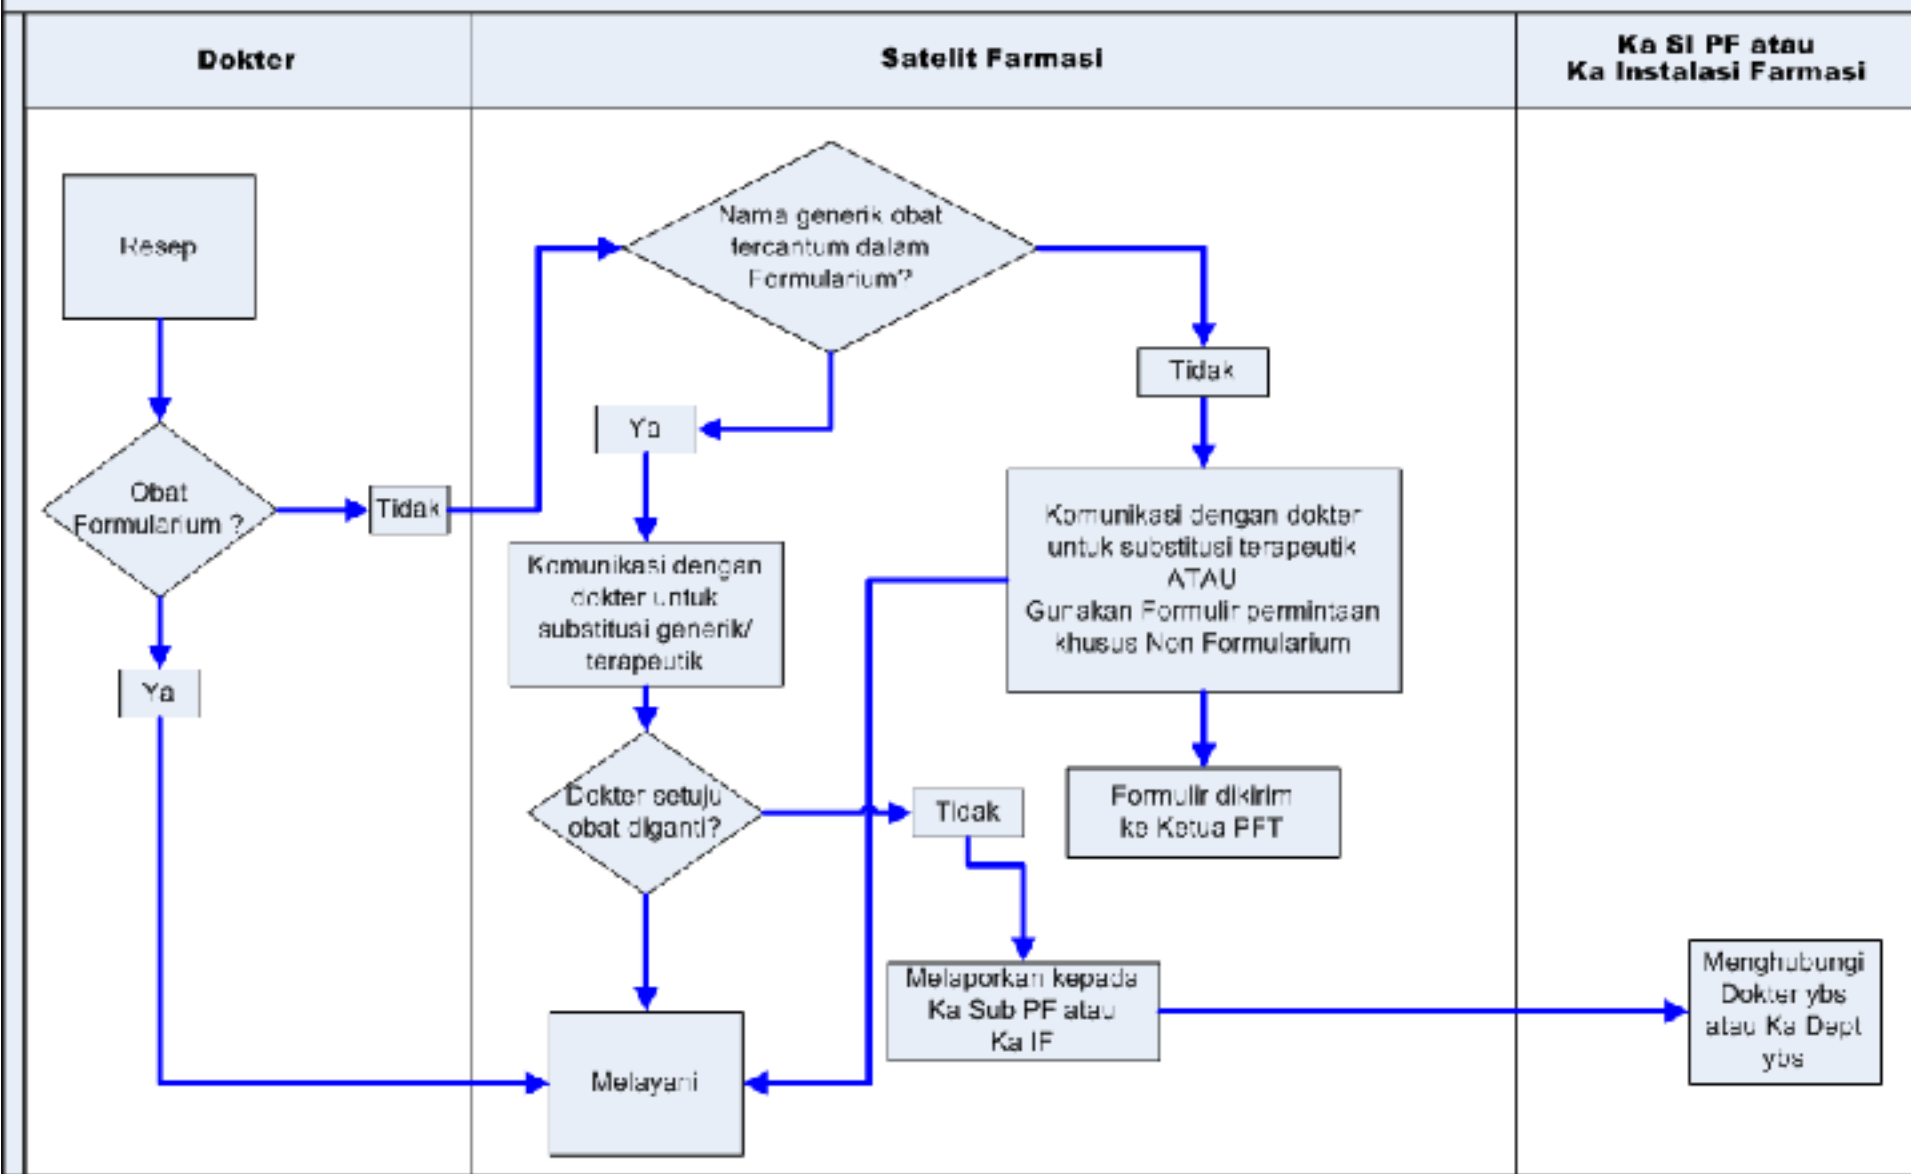 Dokter
Satelit Farmasi
Ka SI PF atau
Ka Instalasi Farmasi
Resep
Nama generik obat
tercantum dalam
Formularium?
Tidak
Ya
Obat
Formularium ?
Tidak
Komunikasi dengan
dokter untuk
substitusi generik/
terapeutik
Komunikasi dengan dokter
untuk substitusi terapeutik
ATAU
Gunakan Formulir permintaan
khusus Non Formularium
Ya
Dokter setuju
obat diganti?
Tidak
Formulir dikirim
ke Ketua PFT
Melaporkan kepada
Ka Sub PF atau
Ka IF
Menghubungi
Dokter ybs
atau Ka Dept
ybs
Melayani